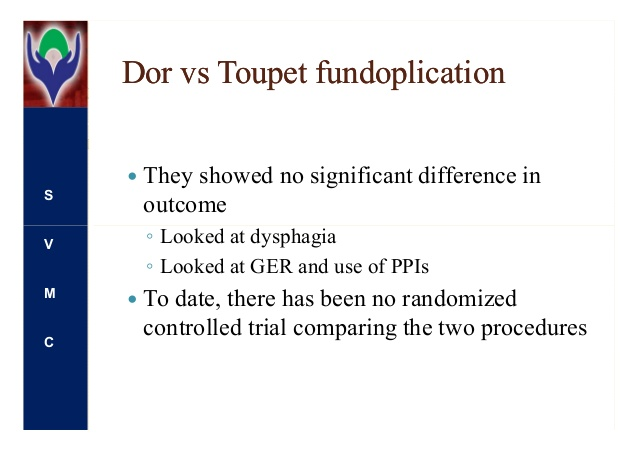 Dor vs Toupet fundoplication
S
V
M
C
• They showed no significant difference in
outcome
◦ Looked at dysphagia
◦ Looked at GER and use of PPIs
• To date, there has been no randomized
controlled trial comparing the two procedures